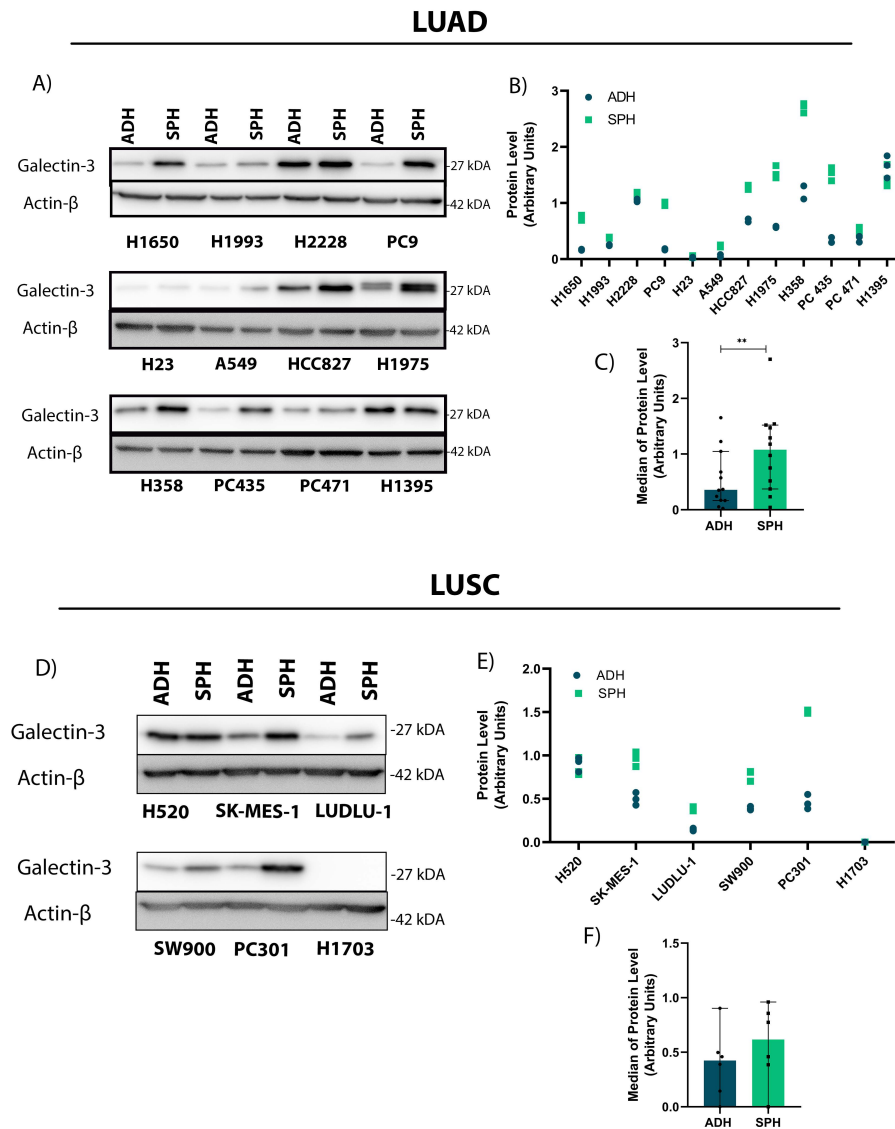 LUAD
A)
ADH SPH ADH SPH ADH SPH ADH SPH
Galectin-3 -27 kDA
Actin-β -42 kDA
H1650 H1993 H2228 PC9
Galectin-3 -27 kDA
Actin-β -42 kDA
H23 A549 HCC827 H1975
Galectin-3 -27 kDA
Actin-β -42 kDA
H358 PC435 PC471 H1395
B)
ADH
SPH
Protein Level
(Arbitrary Units)
3
2
1
0
H1650 H1993 H2228 PC9 H23 A549 HCC827 H1975 H358 PC 435 PC 471 H1395
C)
**
Median of Protein Level
(Arbitrary Units)
3
2
1
0
ADH SPH
LUSC
D)
ADH SPH ADH SPH ADH SPH
Galectin-3 -27 kDA
Actin-β -42 kDA
H520 SK-MES-1 LUDLU-1
Galectin-3 -27 kDA
Actin-β -42 kDA
SW900 PC301 H1703
E)
ADH
SPH
Protein Level
(Arbitrary Units)
2.0
1.5
1.0
0.5
0.0
H520 SK-MES-1 LUDLU-1 SW900 PC301 H1703
F)
Median of Protein Level
(Arbitrary Units)
1.5
1.0
0.5
0.0
ADH SPH